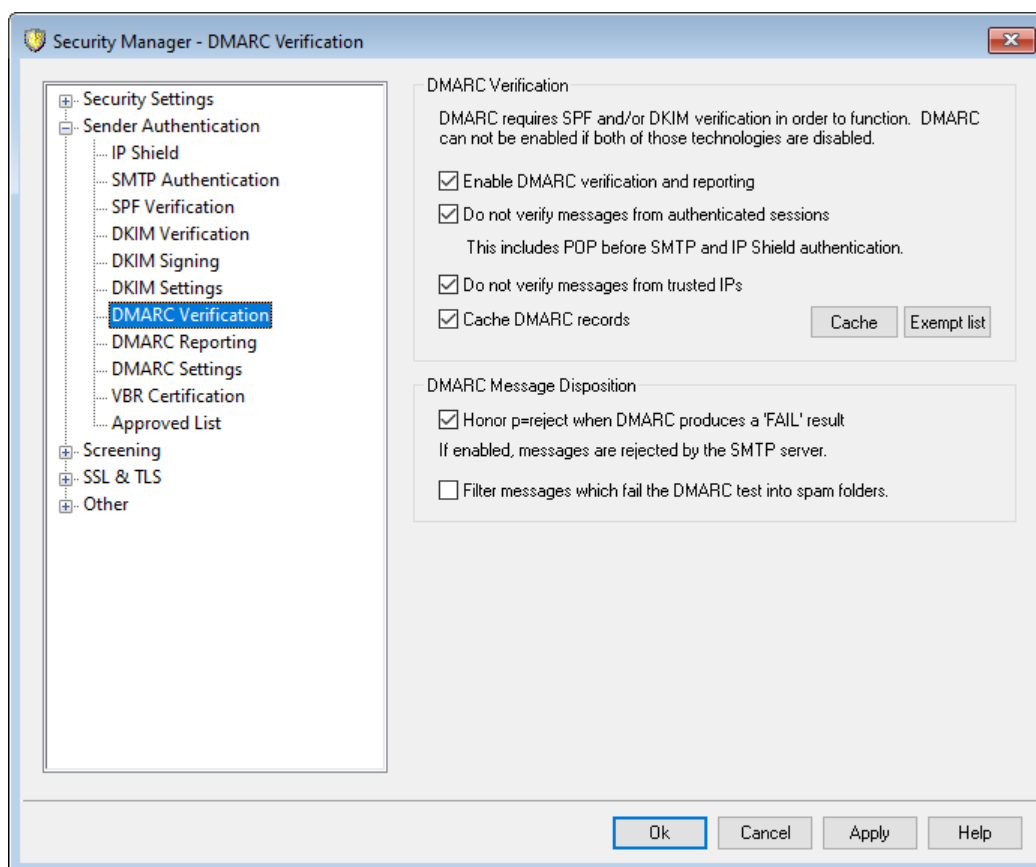 Security Manager - DMARC Verification
Security Settings
Sender Authentication
IP Shield
SMTP Authentication
SPF Verification
DKIM Verification
DKIM Signing
DKIM Settings
DMARC Verification
DMARC Reporting
DMARC Settings
VBR Certification
Approved List
Screening
SSL & TLS
Other
DMARC Verification
DMARC requires SPF and/or DKIM verification in order to function. DMARC
can not be enabled if both of those technologies are disabled.
Enable DMARC verification and reporting
Do not verify messages from authenticated sessions
This includes POP before SMTP and IP Shield authentication.
Do not verify messages from trusted IPs
Cache DMARC records
Cache
Exempt list
DMARC Message Disposition
Honor p=reject when DMARC produces a 'FAIL' result
If enabled, messages are rejected by the SMTP server.
Filter messages which fail the DMARC test into spam folders.
Ok
Cancel
Apply
Help